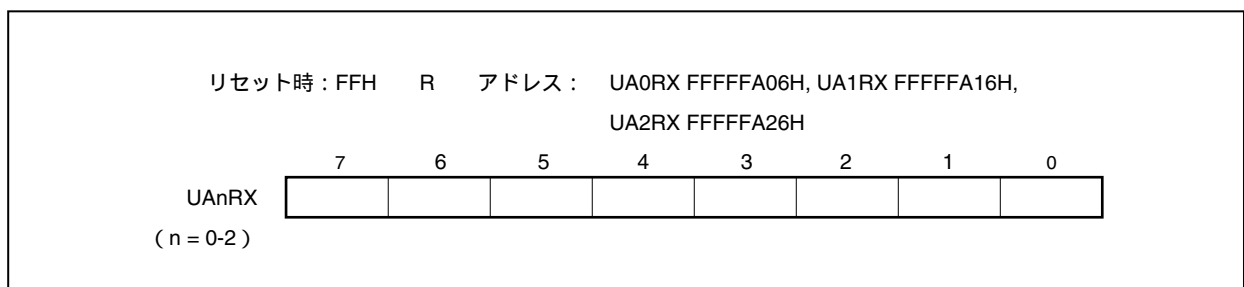 リセット時：FFH R アドレス： UA0RX FFFFFA06H, UA1RX FFFFFA16H,
UA2RX FFFFFA26H
7 6 5 4 3 2 1 0
UAnRX
（n = 0-2）